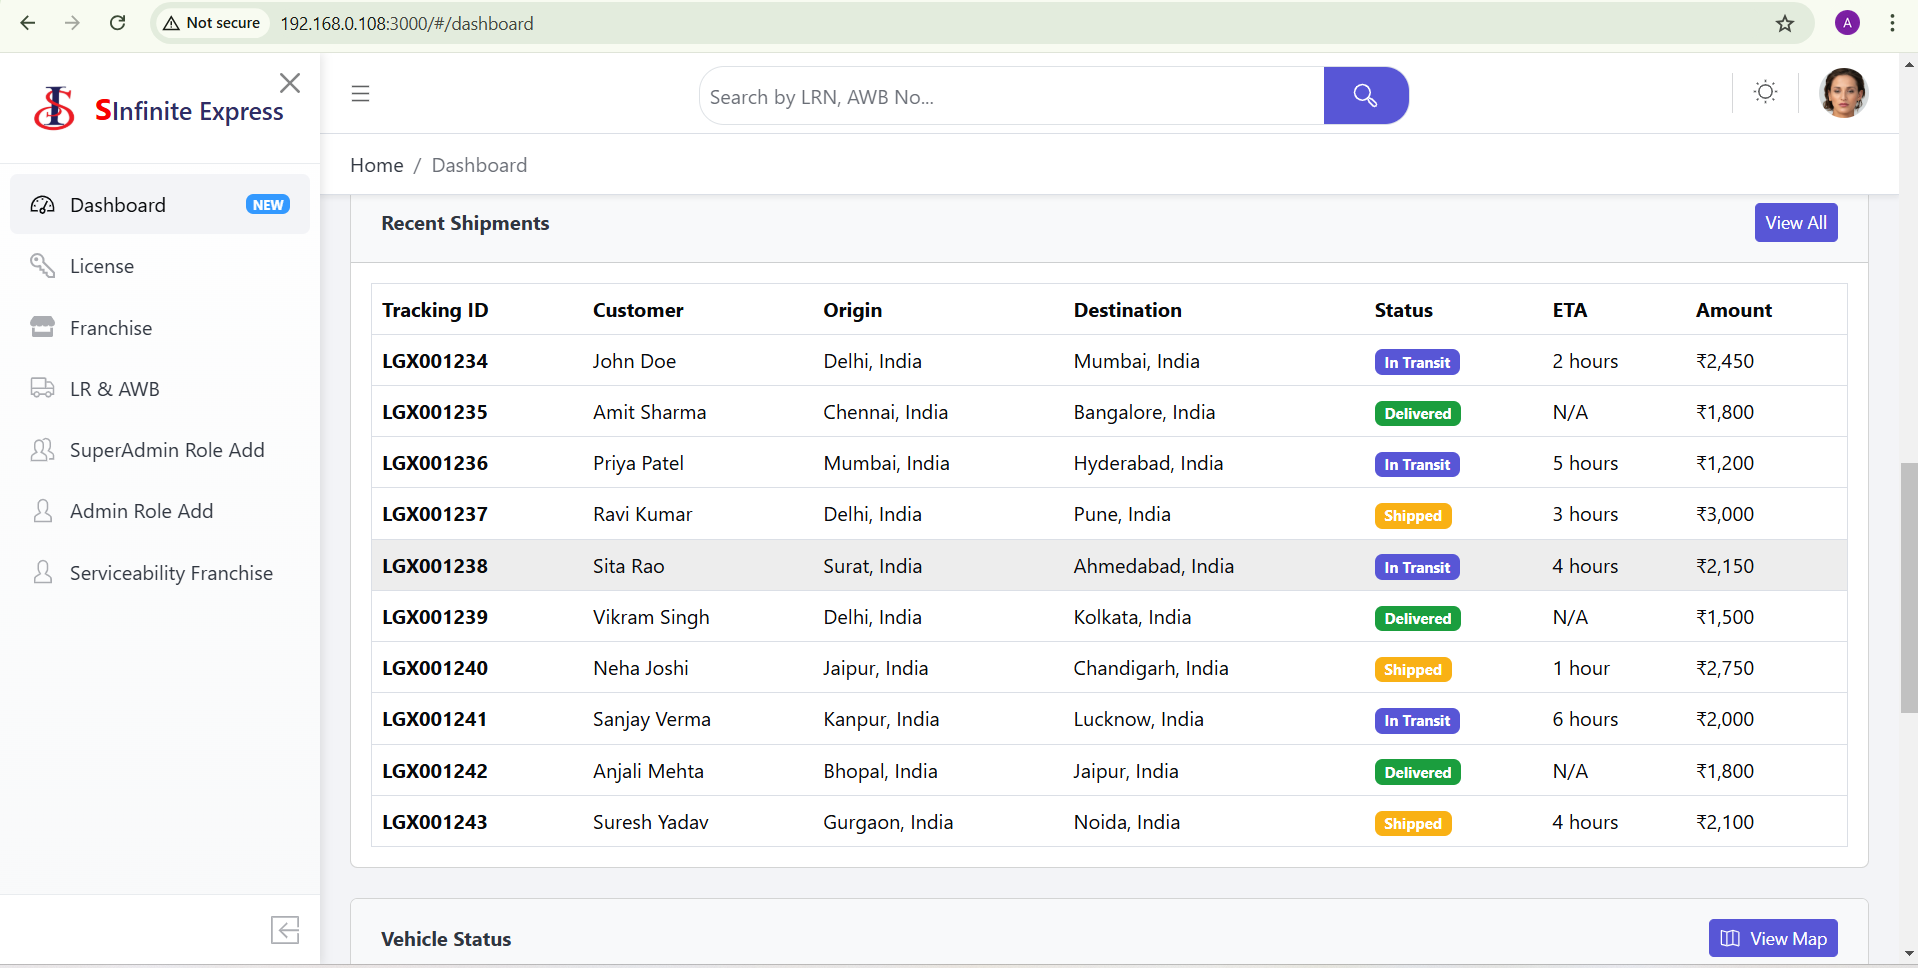 Not secure 192.168.0.108:3000/#/dashboard A
SInfinite Express
Search by LRN, AWB No...
Home / Dashboard
Dashboard NEW
License
Franchise
LR & AWB
SuperAdmin Role Add
Admin Role Add
Serviceability Franchise
Recent Shipments View All
Tracking ID Customer Origin Destination Status ETA Amount
LGX001234 John Doe Delhi, India Mumbai, India In Transit 2 hours ₹2,450
LGX001235 Amit Sharma Chennai, India Bangalore, India Delivered N/A ₹1,800
LGX001236 Priya Patel Mumbai, India Hyderabad, India In Transit 5 hours ₹1,200
LGX001237 Ravi Kumar Delhi, India Pune, India Shipped 3 hours ₹3,000
LGX001238 Sita Rao Surat, India Ahmedabad, India In Transit 4 hours ₹2,150
LGX001239 Vikram Singh Delhi, India Kolkata, India Delivered N/A ₹1,500
LGX001240 Neha Joshi Jaipur, India Chandigarh, India Shipped 1 hour ₹2,750
LGX001241 Sanjay Verma Kanpur, India Lucknow, India In Transit 6 hours ₹2,000
LGX001242 Anjali Mehta Bhopal, India Jaipur, India Delivered N/A ₹1,800
LGX001243 Suresh Yadav Gurgaon, India Noida, India Shipped 4 hours ₹2,100
Vehicle Status View Map